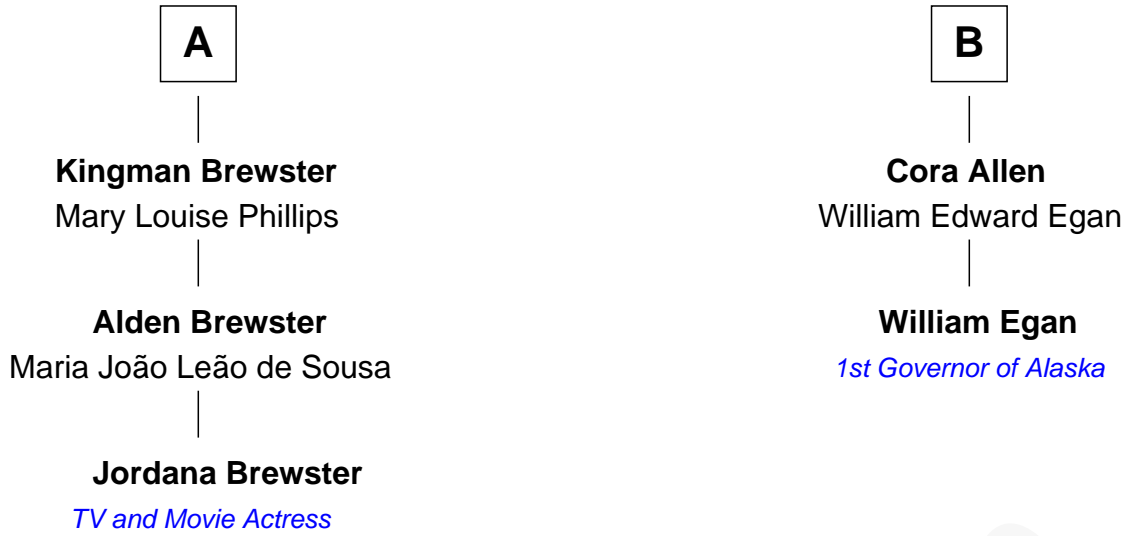 A
Kingman Brewster
Mary Louise Phillips
Alden Brewster
Maria João Leão de Sousa
Jordana Brewster
TV and Movie Actress
B
Cora Allen
William Edward Egan
William Egan
1st Governor of Alaska